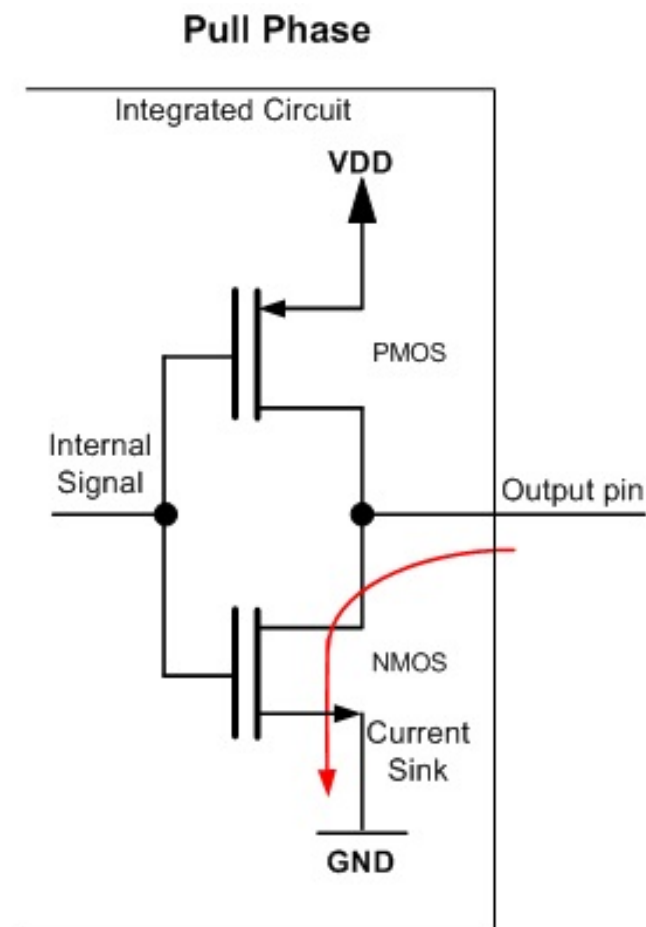 Pull Phase
Integrated Circuit
VDD
PMOS
Internal
Signal
Output pin
NMOS
Current
Sink
GND